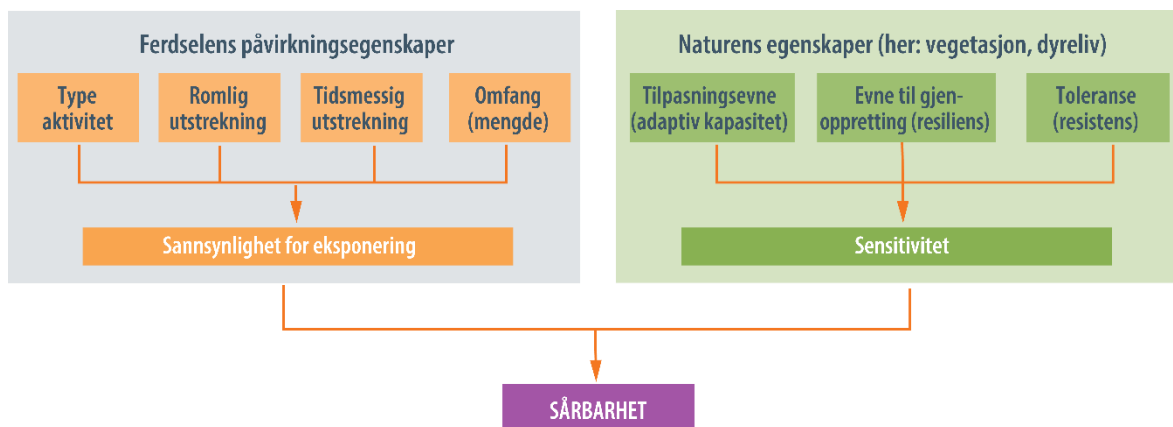 Ferdselens påvirkningsegenskaper
Type
aktivitet
Romlig
utstrekning
Tidsmessig
utstrekning
Omfang
(mengde)
Sannsynlighet for eksponering
Naturens egenskaper (her: vegetasjon, dyreliv)
Tilpasningsevne
(adaptiv kapasitet)
Evne til gjen-
oppretting (resiliens)
Toleranse
(resistens)
Sensitivitet
SÅRBARHET